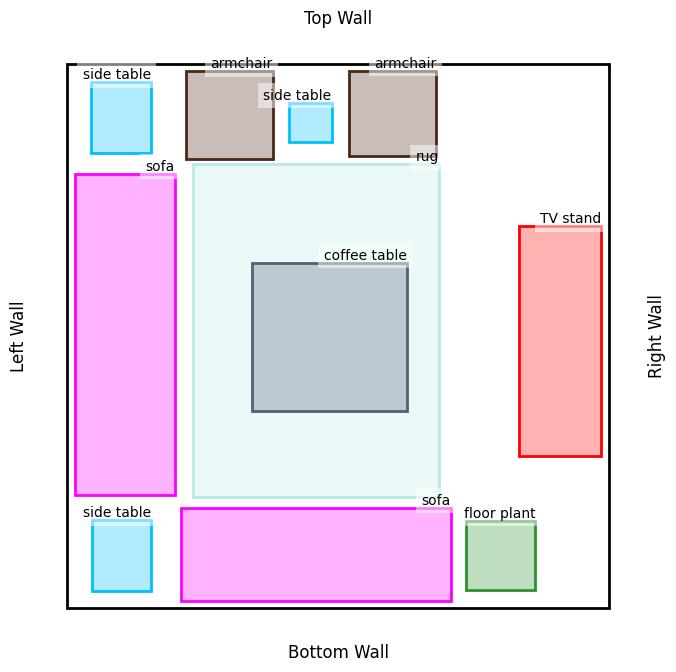 Top Wall
armchair
armchair
side table
side table
rug
sofa
TV stand
coffee table
Left Wall
Right Wall
sofa
side table
floor plant
Bottom Wall